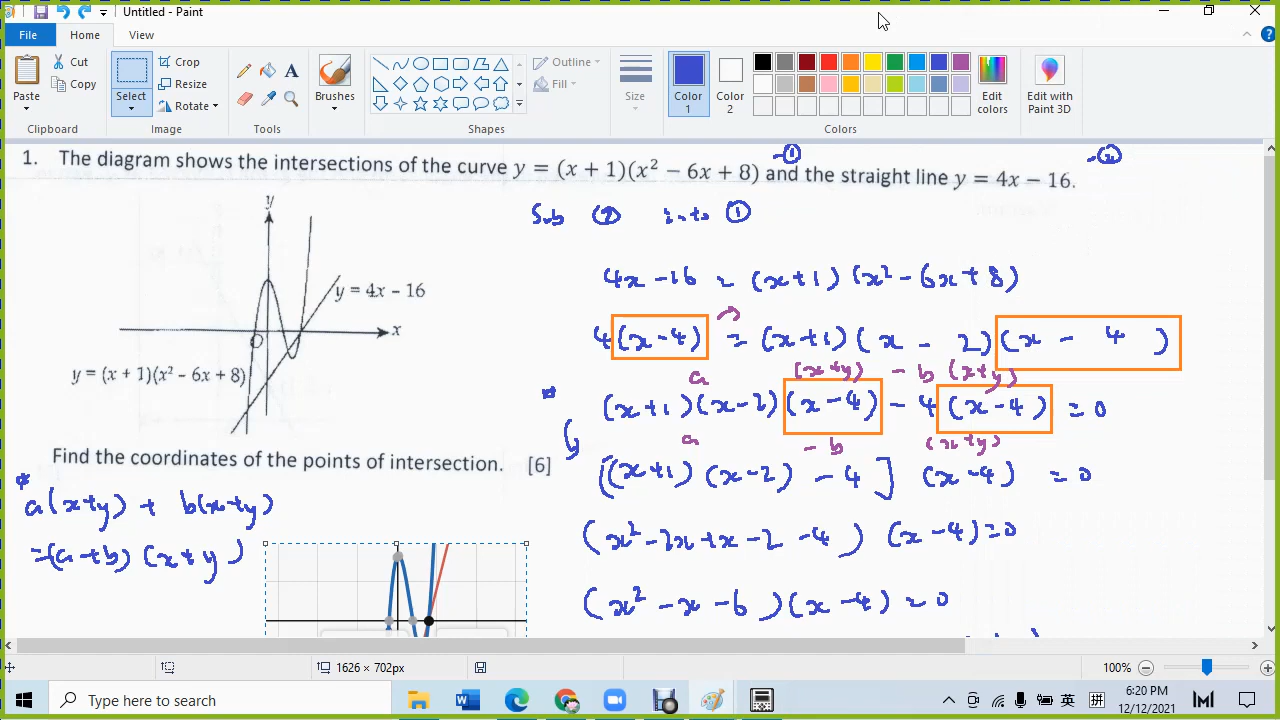 Untitled - Paint
File Home View
Cut
Copy
Paste
Clipboard
Select
Crop
Resize
Rotate
Image
A
Tools
Brushes
Outline
Fill
Shapes
Size
Color 1
Color 2
Edit colors
Colors
Edit with Paint 3D
-①
-②
1. The diagram shows the intersections of the curve y = (x + 1)(x² − 6x + 8) and the straight line y = 4x − 16.
Sub ② into ①
y
y = 4x − 16
x
O
y = (x + 1)(x² − 6x + 8)
Find the coordinates of the points of intersection. [6]
4x - 16 = (x+1)(x² - 6x + 8)
4(x-4) = (x+1)(x - 2)(x - 4)
a (x+y) - b (x+y)
* (x+1)(x-2)(x-4) - 4(x-4) = 0
a - b (x+y)
[(x+1)(x-2) - 4](x-4) = 0
(x² - 2x + x - 2 - 4)(x-4) = 0
(x² - x - 6)(x - 4) = 0
* a(x+y) + b(x+y)
= (a+b)(x+y)
1626 × 702px
100%
Type here to search
英
拼
6:20 PM
12/12/2021